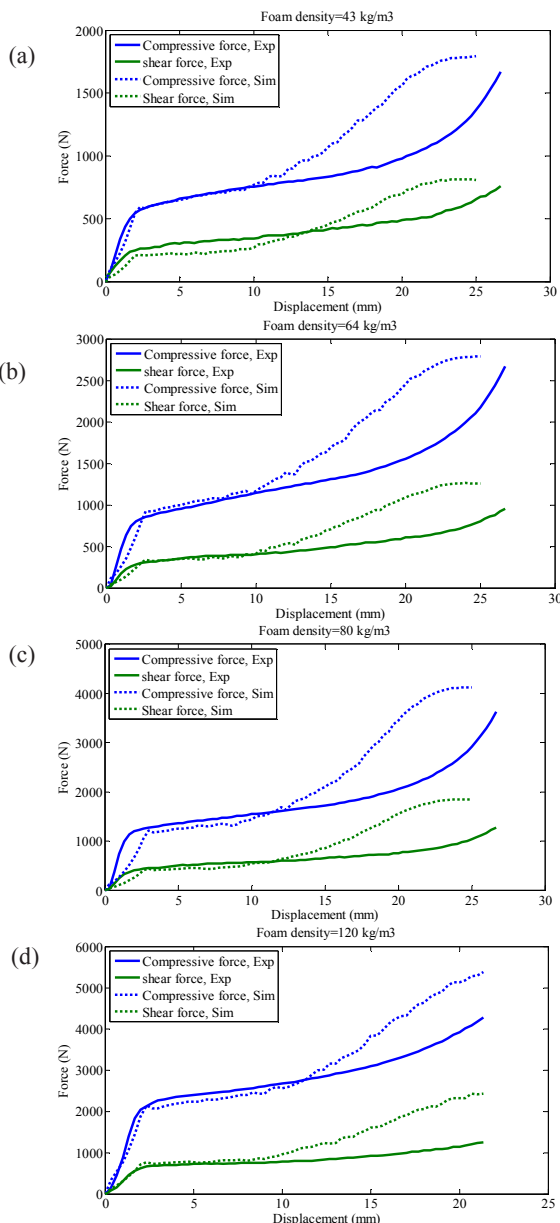 Foam density=43 kg/m3
(a)
2000
1500
1000
500
0
Force (N)
Compressive force, Exp
shear force, Exp
Compressive force, Sim
Shear force, Sim
0 5 10 15 20 25 30
Displacement (mm)
Foam density=64 kg/m3
(b)
3000
2500
2000
1500
1000
500
0
Force (N)
Compressive force, Exp
shear force, Exp
Compressive force, Sim
Shear force, Sim
0 5 10 15 20 25 30
Displacement (mm)
Foam density=80 kg/m3
(c)
5000
4000
3000
2000
1000
0
Force (N)
Compressive force, Exp
shear force, Exp
Compressive force, Sim
Shear force, Sim
0 5 10 15 20 25 30
Displacement (mm)
Foam density=120 kg/m3
(d)
6000
5000
4000
3000
2000
1000
0
Force (N)
Compressive force, Exp
shear force, Exp
Compressive force, Sim
Shear force, Sim
0 5 10 15 20 25
Displacement (mm)